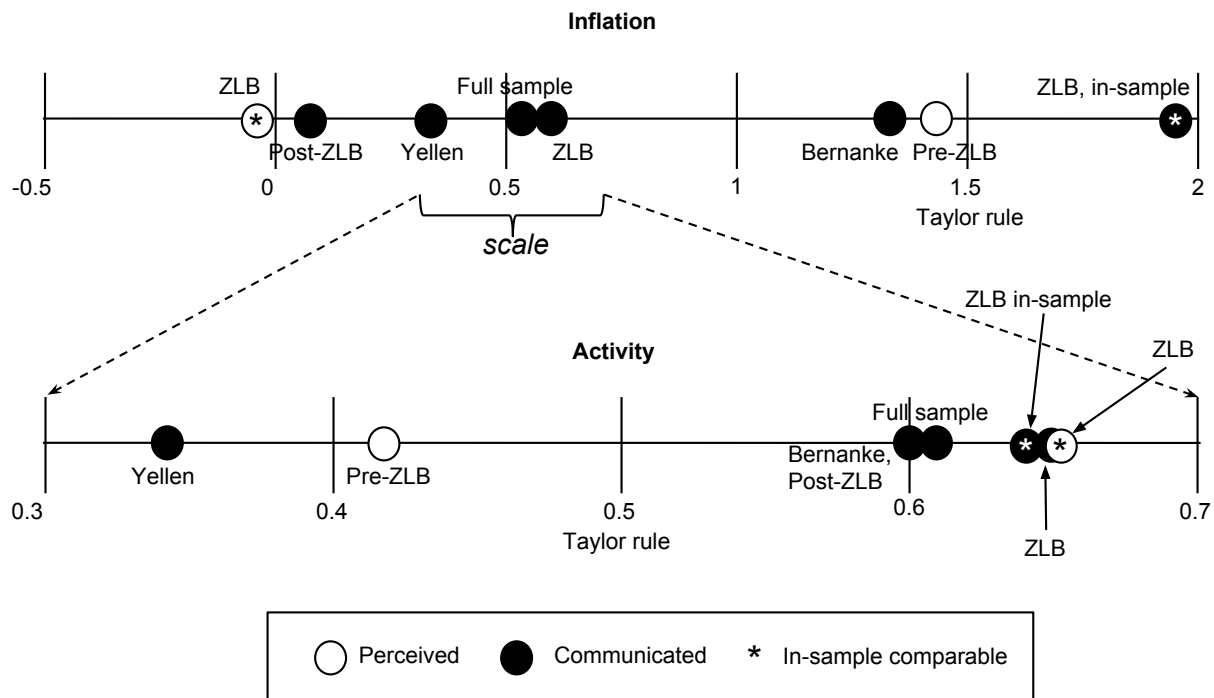 Inflation
ZLB
Full sample
ZLB, in-sample
*
*
Post-ZLB
Yellen
ZLB
Bernanke
Pre-ZLB
-0.5
0
0.5
1
1.5
2
Taylor rule
scale
ZLB in-sample
ZLB
Activity
Full sample
*
*
Yellen
Pre-ZLB
Bernanke,
Post-ZLB
0.3
0.4
0.5
0.6
0.7
Taylor rule
ZLB
Perceived
Communicated
* In-sample comparable